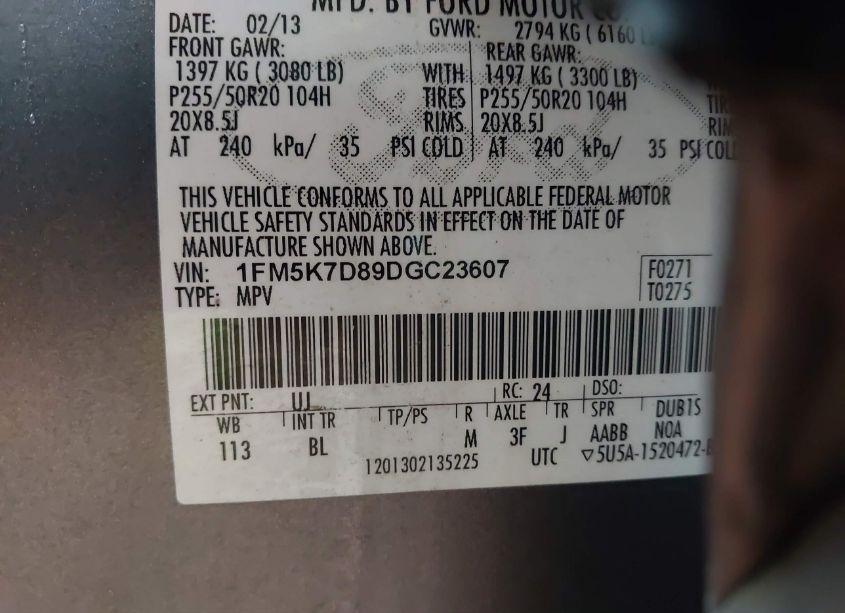 MFD. BY FORD MOTOR CO.
DATE: 02/13 GVWR: 2794 KG ( 6160
FRONT GAWR: REAR GAWR:
1397 KG ( 3080 LB) WITH 1497 KG ( 3300 LB)
P255/50R20 104H TIRES P255/50R20 104H TIRE
20X8.5J RIMS 20X8.5J RIM
AT 240 kPa/ 35 PSI COLD AT 240 kPa/ 35 PSI COL
THIS VEHICLE CONFORMS TO ALL APPLICABLE FEDERAL MOTOR
VEHICLE SAFETY STANDARDS IN EFFECT ON THE DATE OF
MANUFACTURE SHOWN ABOVE.
VIN: 1FM5K7D89DGC23607 F0271
TYPE: MPV T0275
EXT PNT: UJ RC: 24 DSO:
WB INT TR TP/PS R AXLE TR SPR DUB1S
113 BL M 3F J AABB NOA
1201302135225 UTC ▽5U5A-1520472-